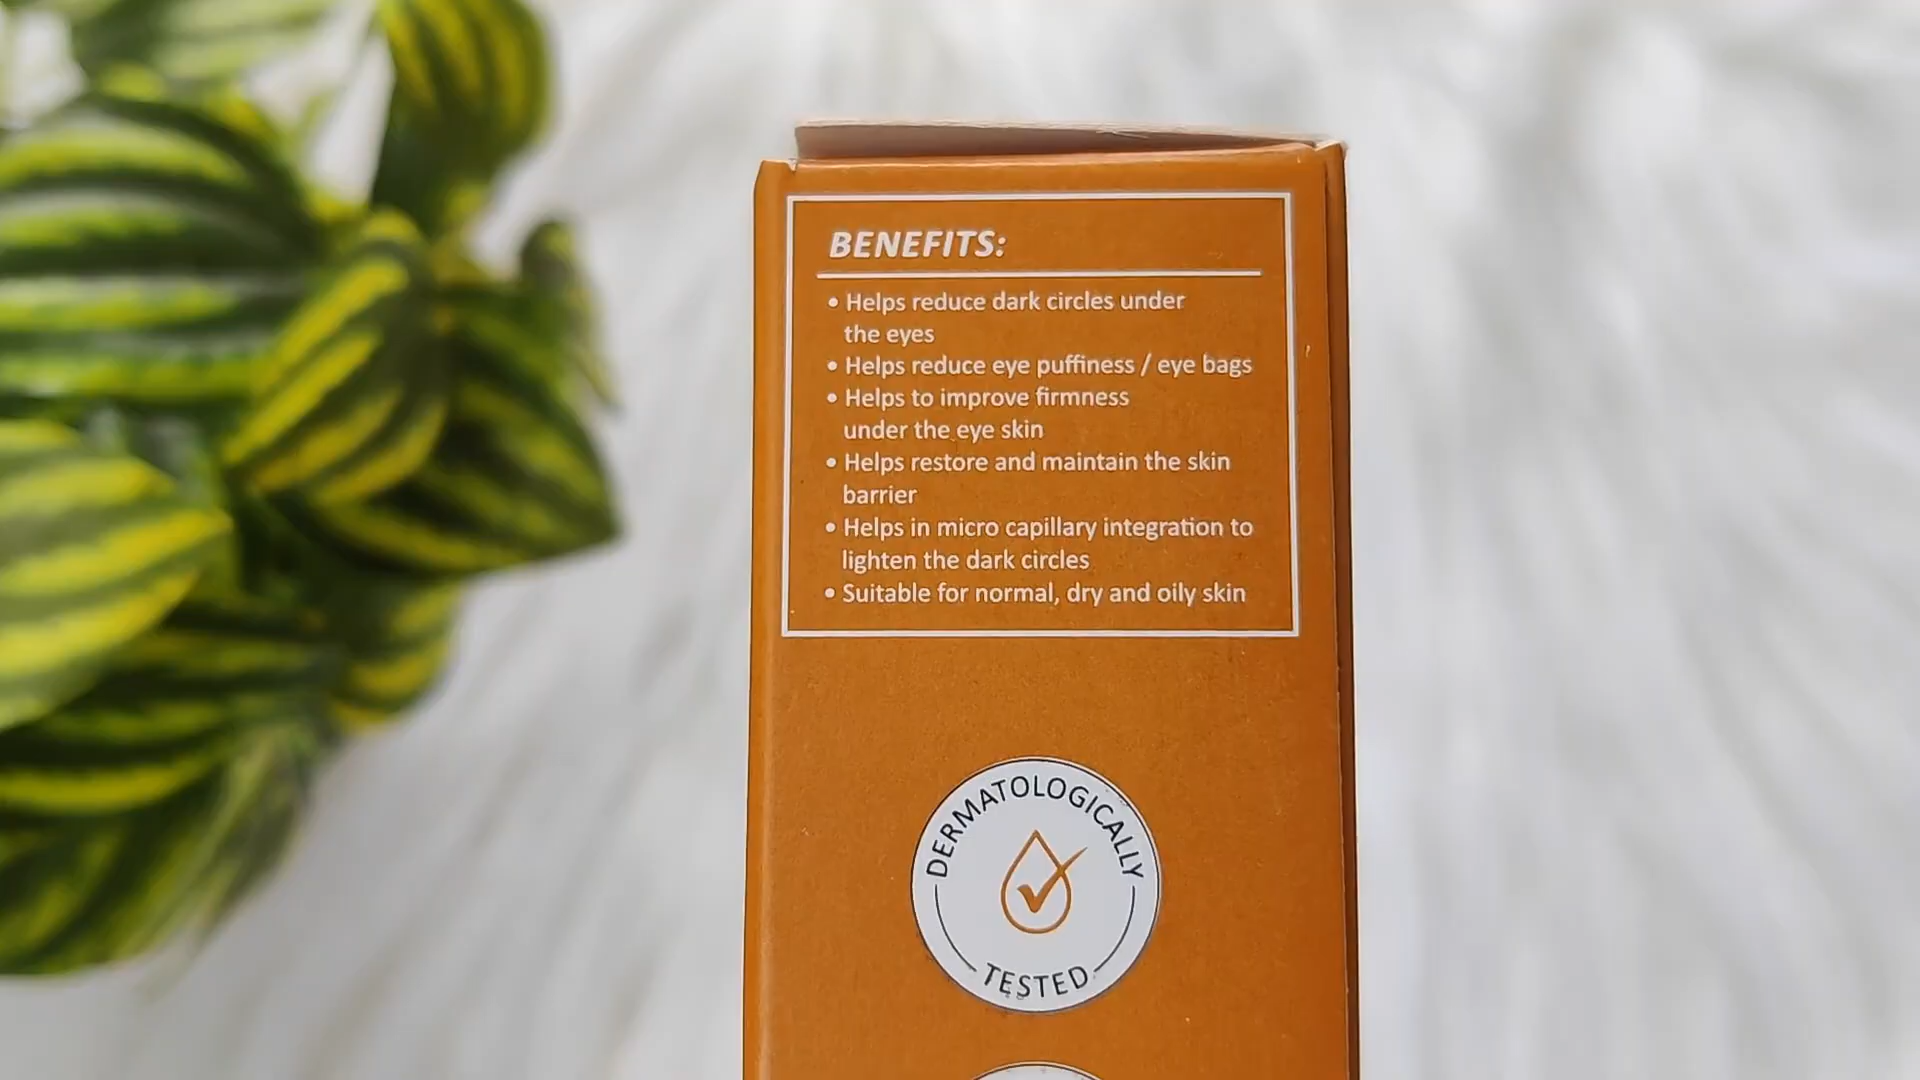 BENEFITS:
• Helps reduce dark circles under
the eyes
• Helps reduce eye puffiness / eye bags
• Helps to improve firmness
under the eye skin
• Helps restore and maintain the skin
barrier
• Helps in micro capillary integration to
lighten the dark circles
• Suitable for normal, dry and oily skin
DERMATOLOGICALLY
TESTED